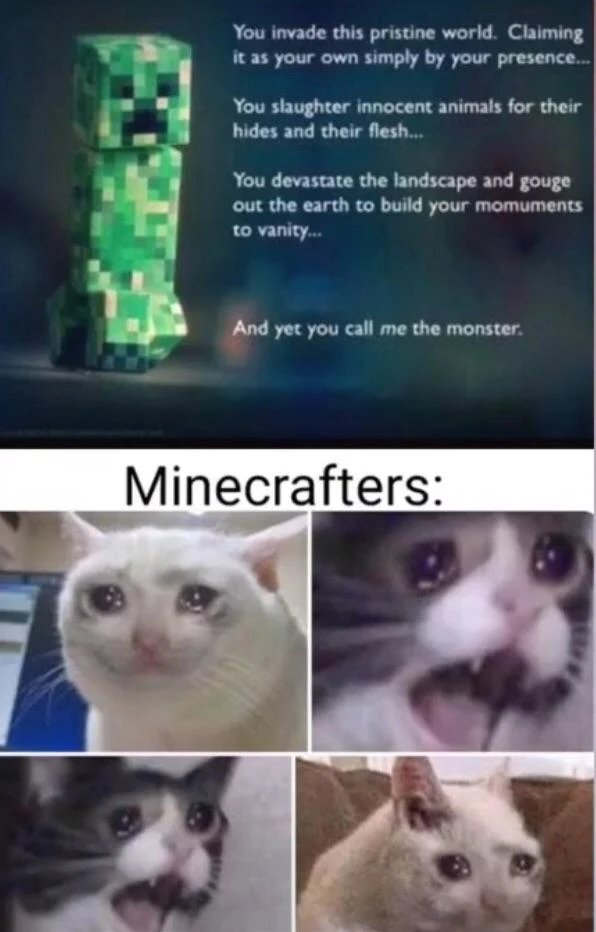 You invade this pristine world. Claiming
it as your own simply by your presence...
You slaughter innocent animals for their
hides and their flesh...
You devastate the landscape and gouge
out the earth to build your momuments
to vanity...
And yet you call me the monster.
Minecrafters: